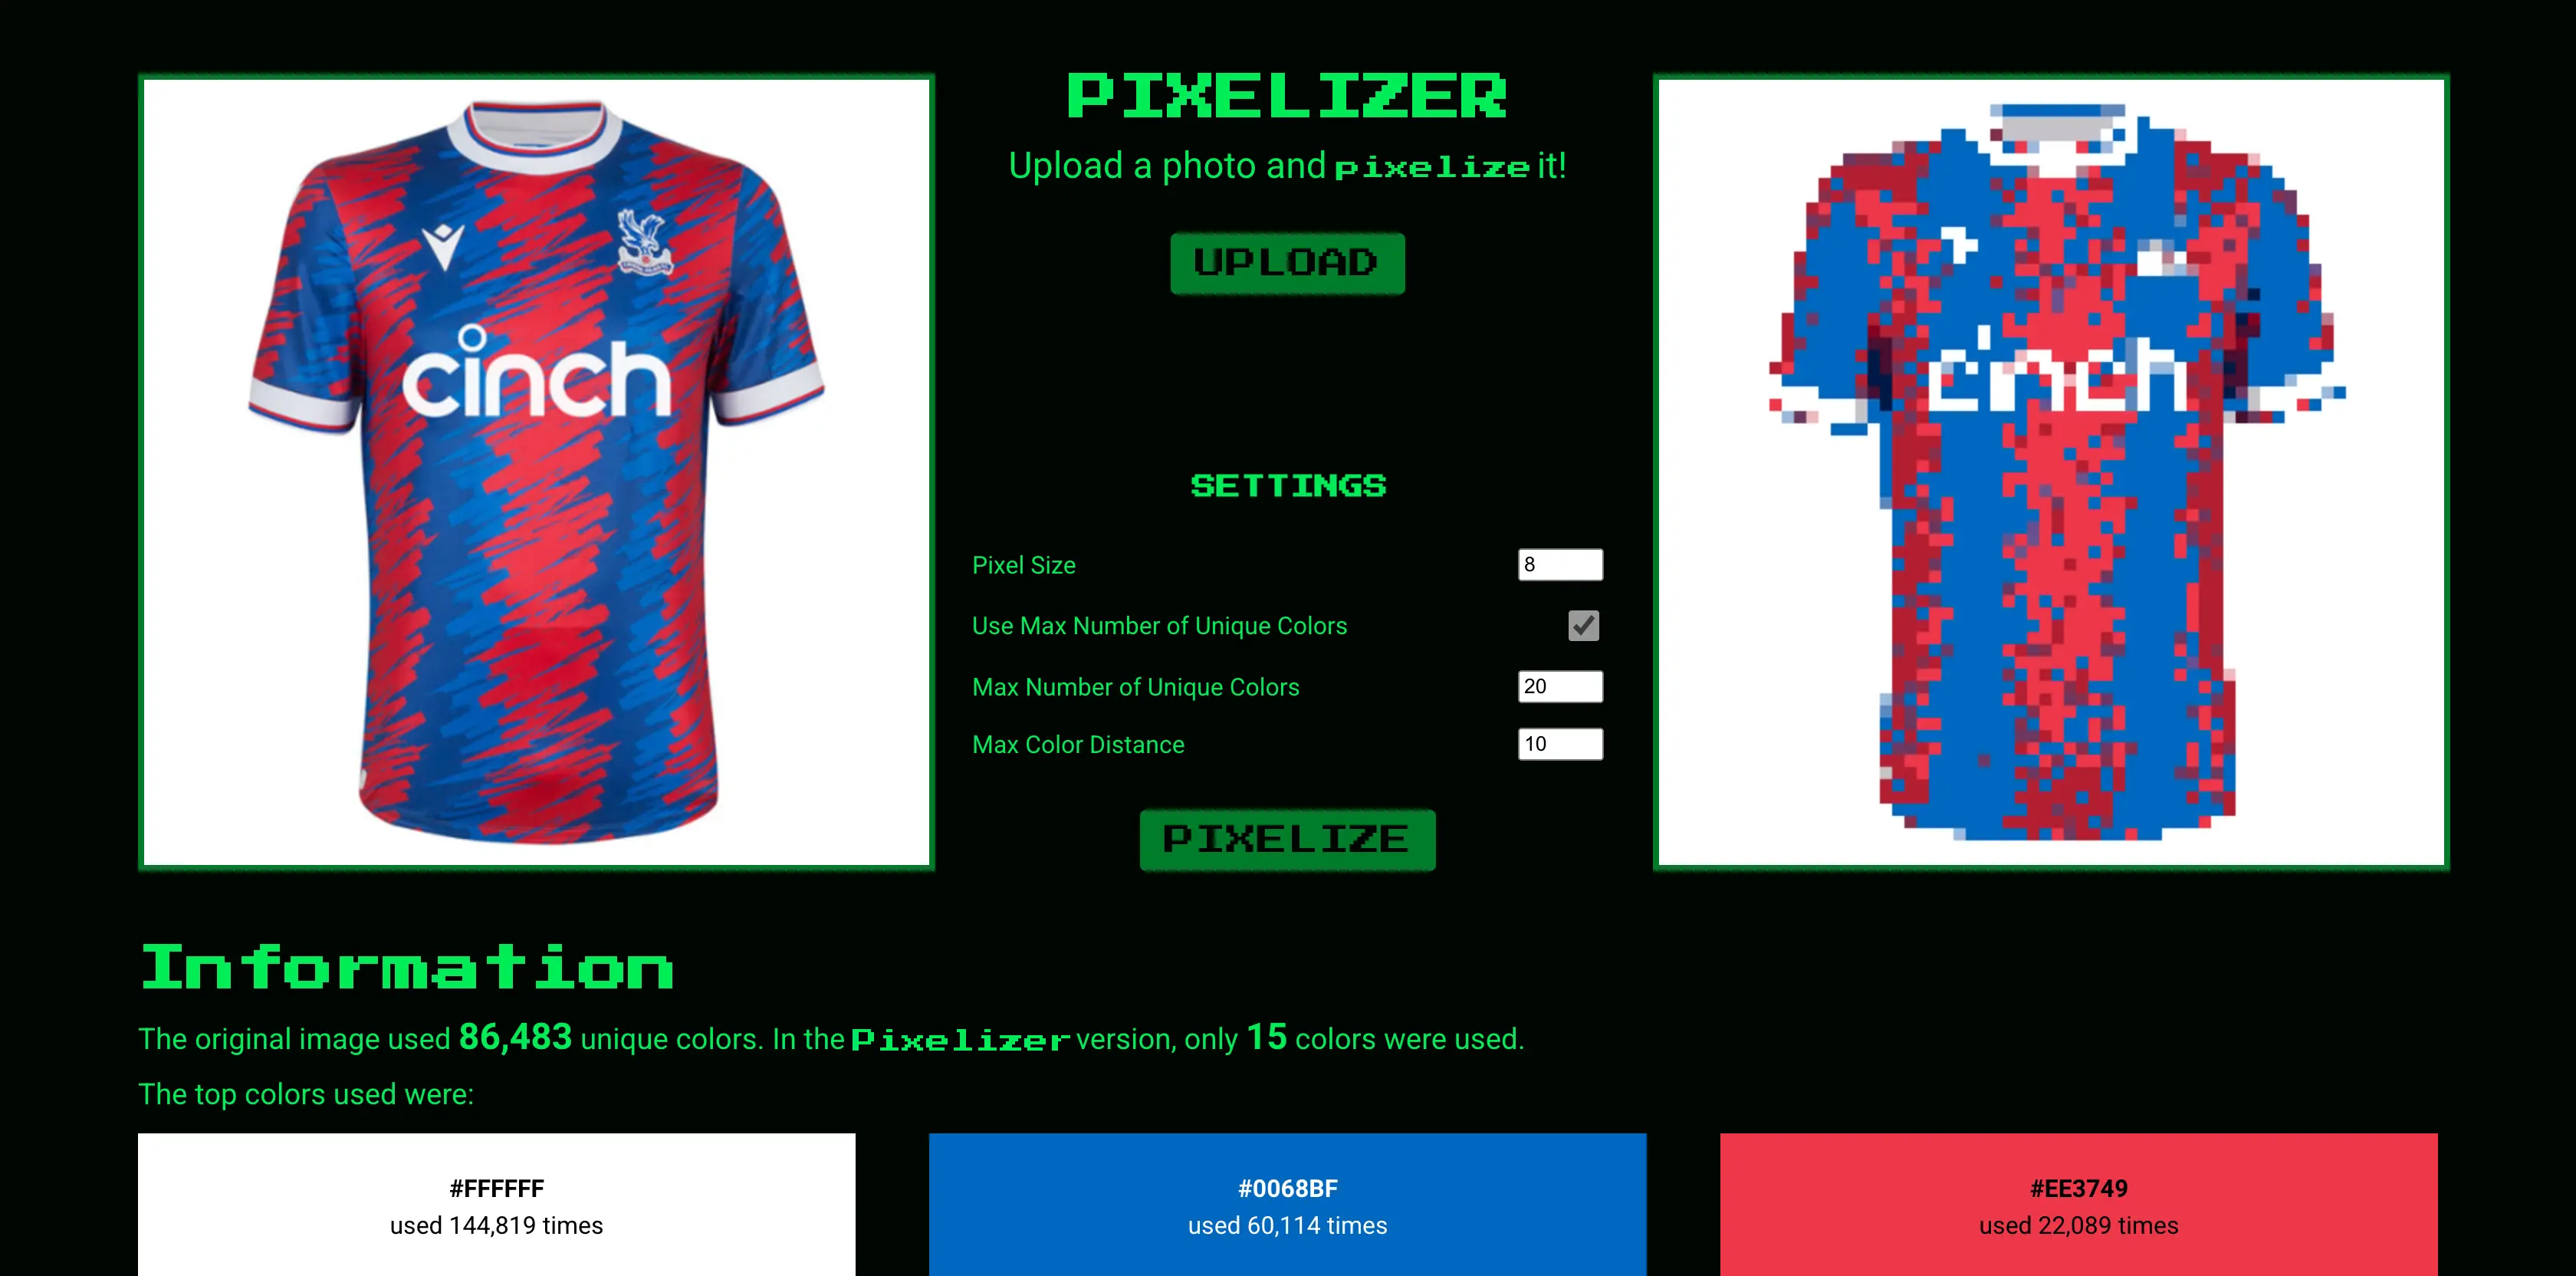 PIXELIZER
Upload a photo and pixelize it!
UPLOAD
cinch
cinch
SETTINGS
Pixel Size 8
Use Max Number of Unique Colors
Max Number of Unique Colors 20
Max Color Distance 10
PIXELIZE
Information
The original image used 86,483 unique colors. In the Pixelizer version, only 15 colors were used.
The top colors used were:
#FFFFFF
used 144,819 times
#0068BF
used 60,114 times
#EE3749
used 22,089 times